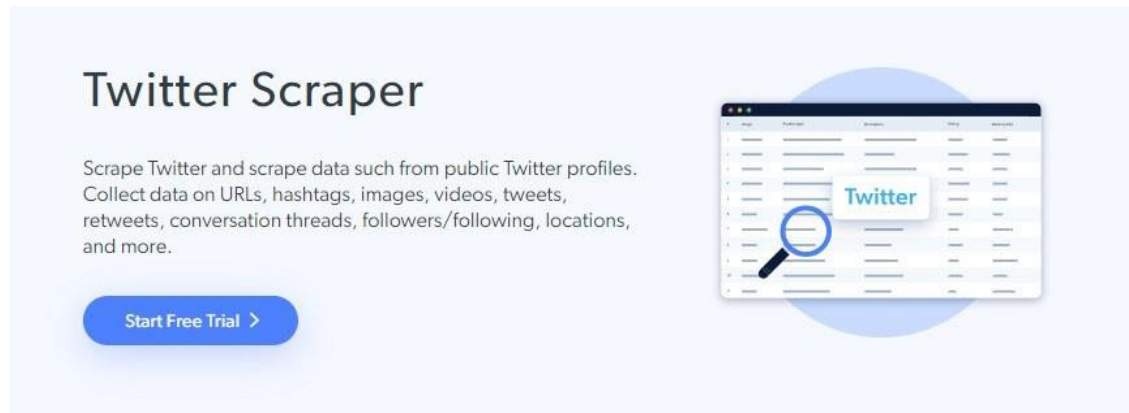 Twitter Scraper
Scrape Twitter and scrape data such from public Twitter profiles.
Collect data on URLs, hashtags, images, videos, tweets,
retweets, conversation threads, followers/following, locations,
and more.
Start Free Trial >
Twitter